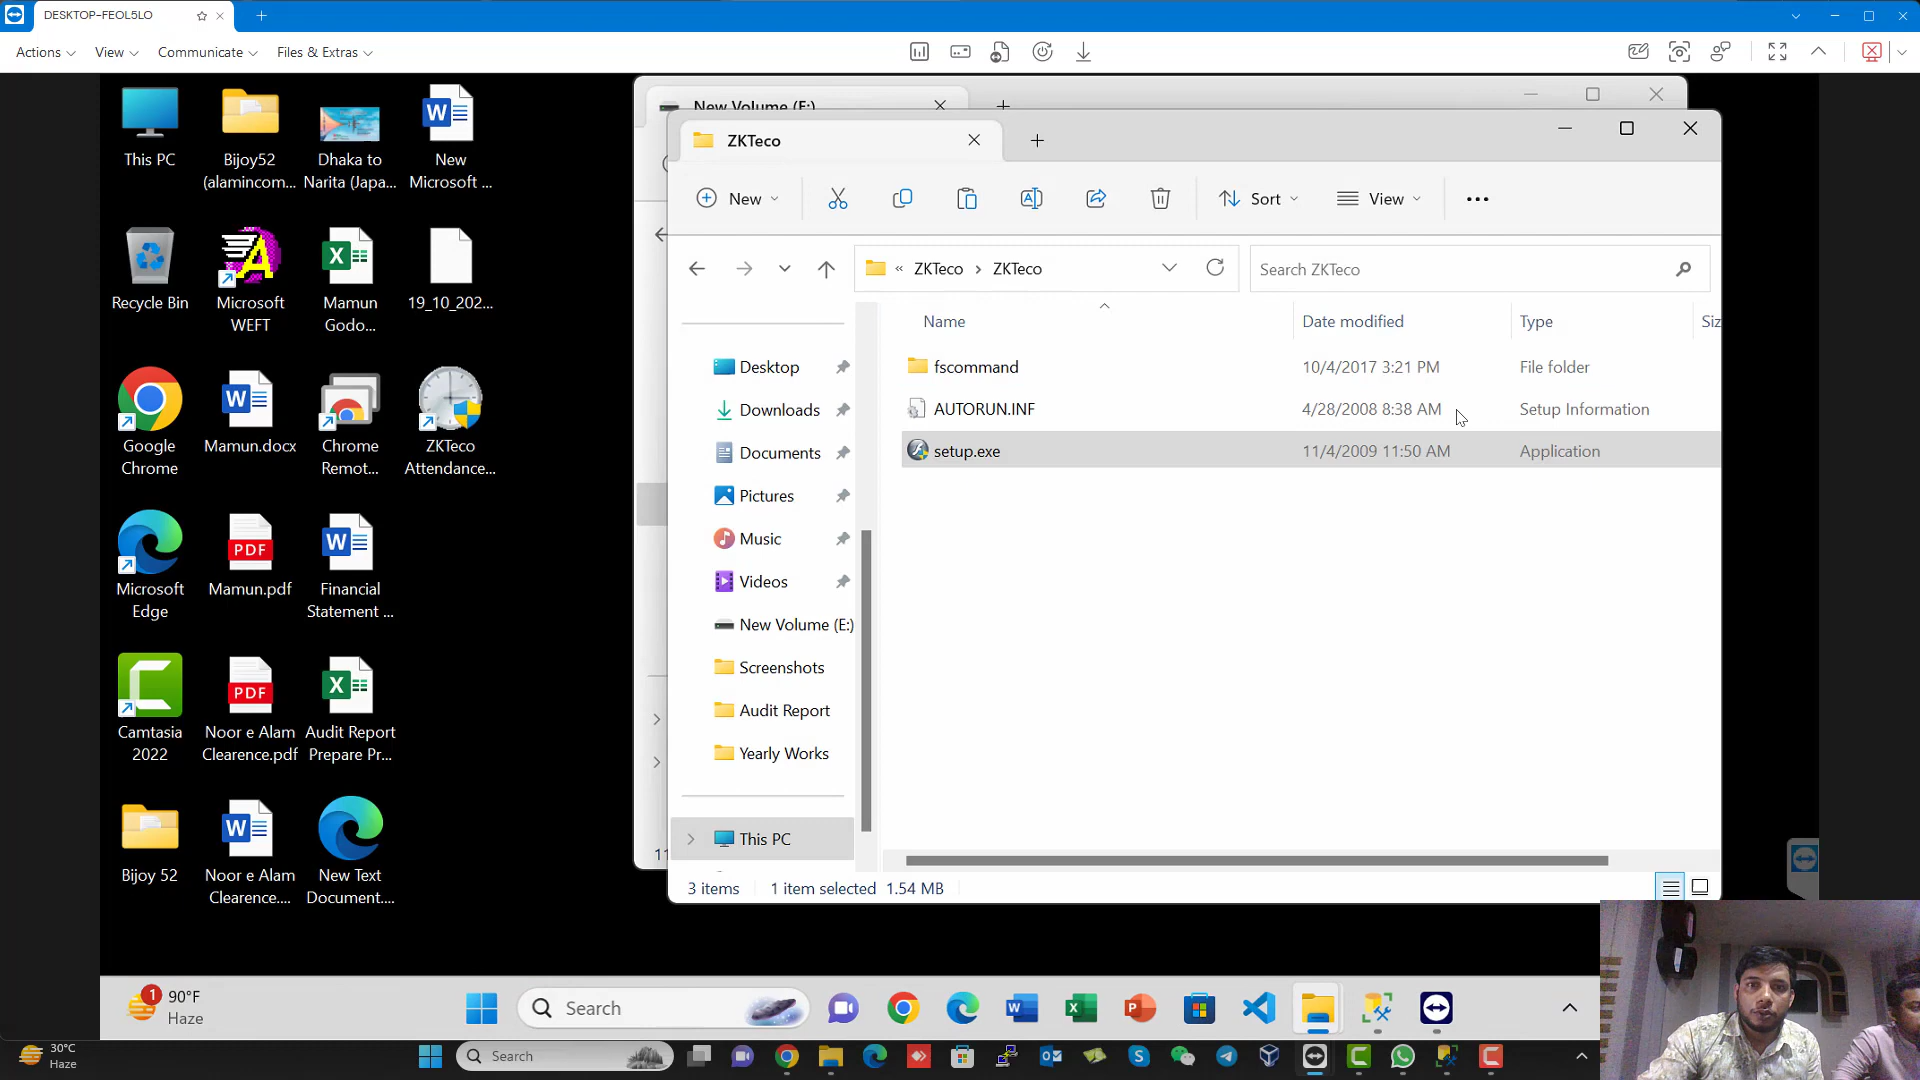 DESKTOP-FEOL5LO
Actions
View
Communicate
Files & Extras
This PC
Bijoy52
(alamincom...
Dhaka to
Narita (Japa...
New
Microsoft ...
Recycle Bin
Microsoft
WEFT
Mamun
Godo...
19_10_202...
Google
Chrome
Mamun.docx
Chrome
Remot...
ZKTeco
Attendance...
Microsoft
Edge
Mamun.pdf
Financial
Statement ...
Camtasia
2022
Noor e Alam
Clearence.pdf
Audit Report
Prepare Pr...
Bijoy 52
Noor e Alam
Clearence....
New Text
Document....
New Volume (E:)
ZKTeco
New
Sort
View
« ZKTeco › ZKTeco
Search ZKTeco
Name
Date modified
Type
Siz
fscommand
10/4/2017 3:21 PM
File folder
AUTORUN.INF
4/28/2008 8:38 AM
Setup Information
setup.exe
11/4/2009 11:50 AM
Application
Desktop
Downloads
Documents
Pictures
Music
Videos
New Volume (E:)
Screenshots
Audit Report
Yearly Works
This PC
11
3 items
1 item selected 1.54 MB
1
90°F
Haze
Search
30°C
Haze
Search